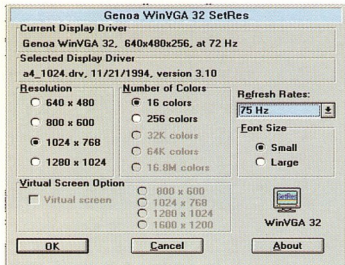 Genoa WinVGA 32 SetRes
Current Display Driver
Genoa WinVGA 32, 640x480x256, at 72 Hz
Selected Display Driver
a4_1024.drv, 11/21/1994, version 3.10
Resolution
640 x 480
800 x 600
1024 x 768
1280 x 1024
Number of Colors
16 colors
256 colors
32K colors
64K colors
16.8M colors
Refresh Rates:
75 Hz
Font Size
Small
Large
Virtual Screen Option
Virtual screen
800 x 600
1024 x 768
1280 x 1024
1600 x 1200
SetRes
WinVGA 32
OK
Cancel
About